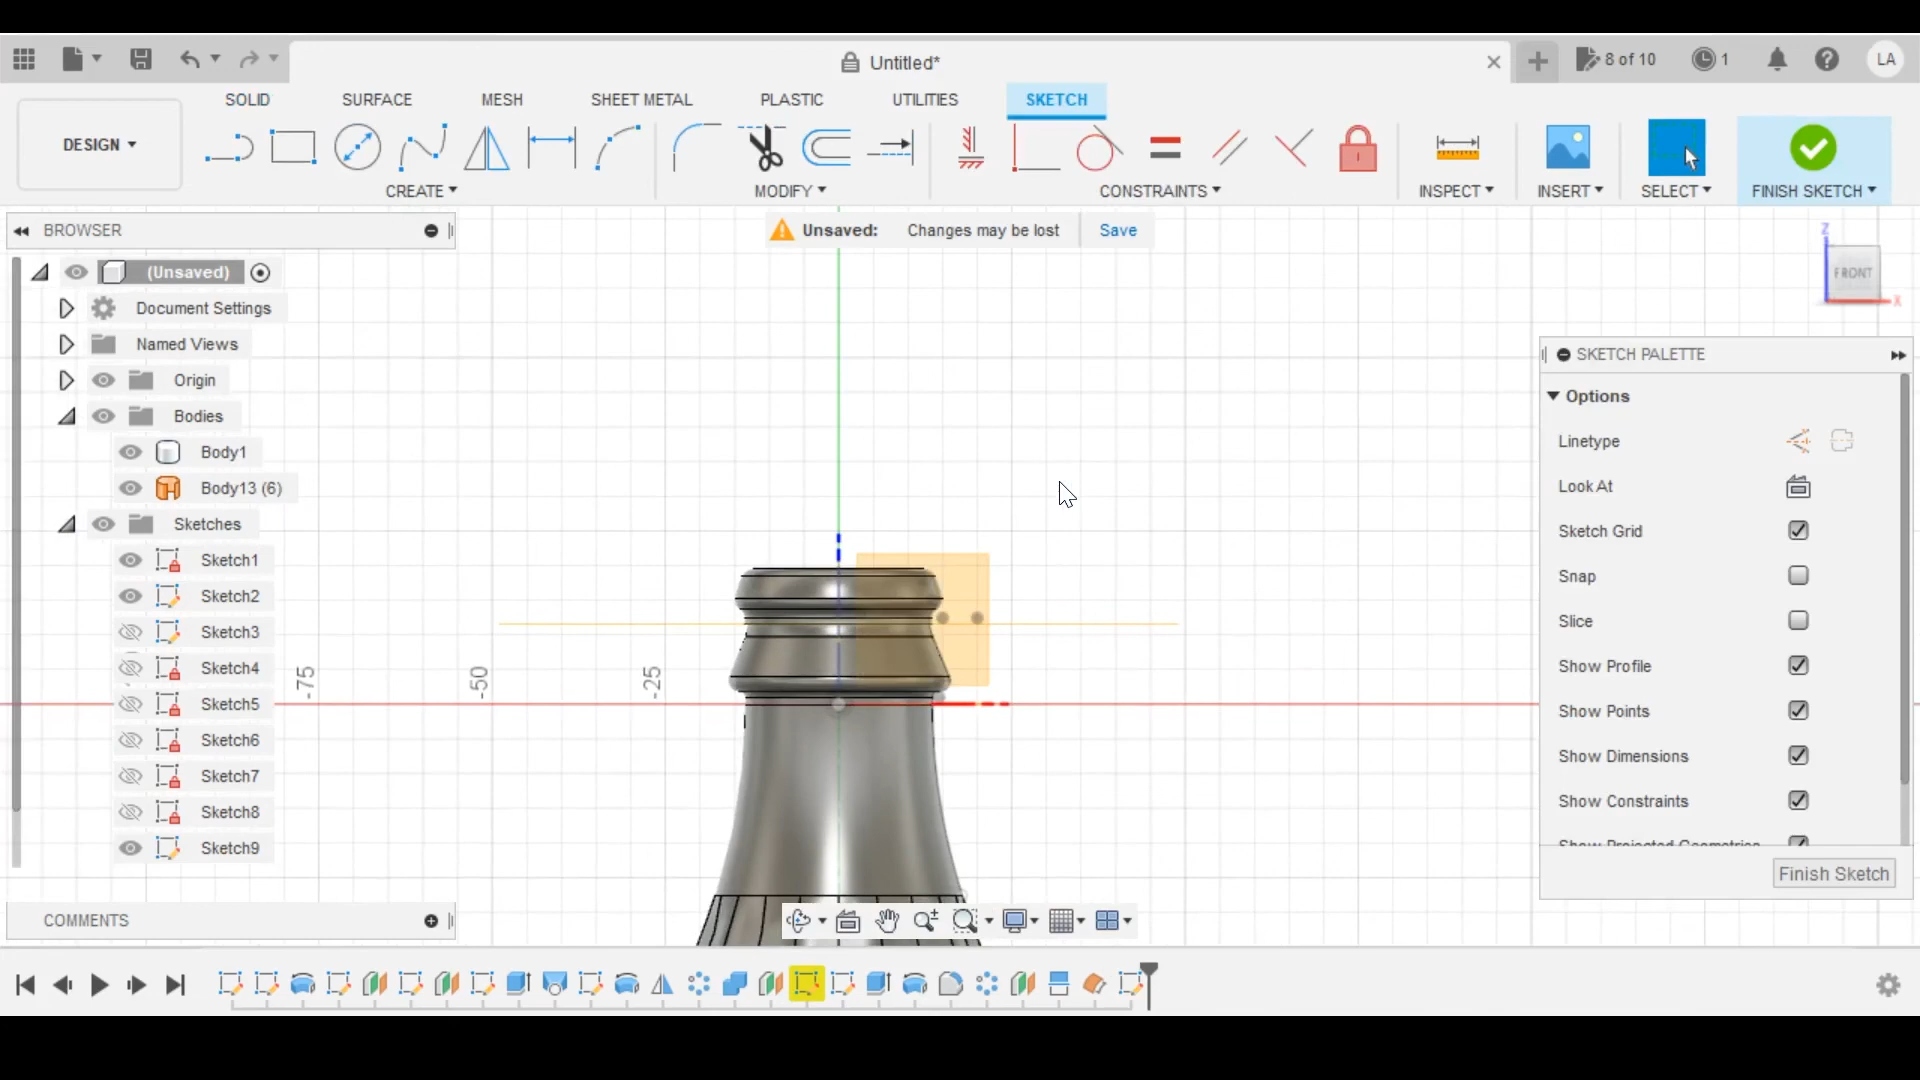 Untitled*
8 of 10
1
LA
DESIGN
SOLID
SURFACE
MESH
SHEET METAL
PLASTIC
UTILITIES
SKETCH
CREATE
MODIFY
CONSTRAINTS
INSPECT
INSERT
SELECT
FINISH SKETCH
BROWSER
Unsaved: Changes may be lost Save
(Unsaved)
Document Settings
Named Views
Origin
Bodies
Body1
Body13 (6)
Sketches
Sketch1
Sketch2
Sketch3
Sketch4
Sketch5
Sketch6
Sketch7
Sketch8
Sketch9
COMMENTS
-75
-50
-25
Z
FRONT
X
SKETCH PALETTE
Options
Linetype
Look At
Sketch Grid
Snap
Slice
Show Profile
Show Points
Show Dimensions
Show Constraints
Show Projected Geometries
Finish Sketch